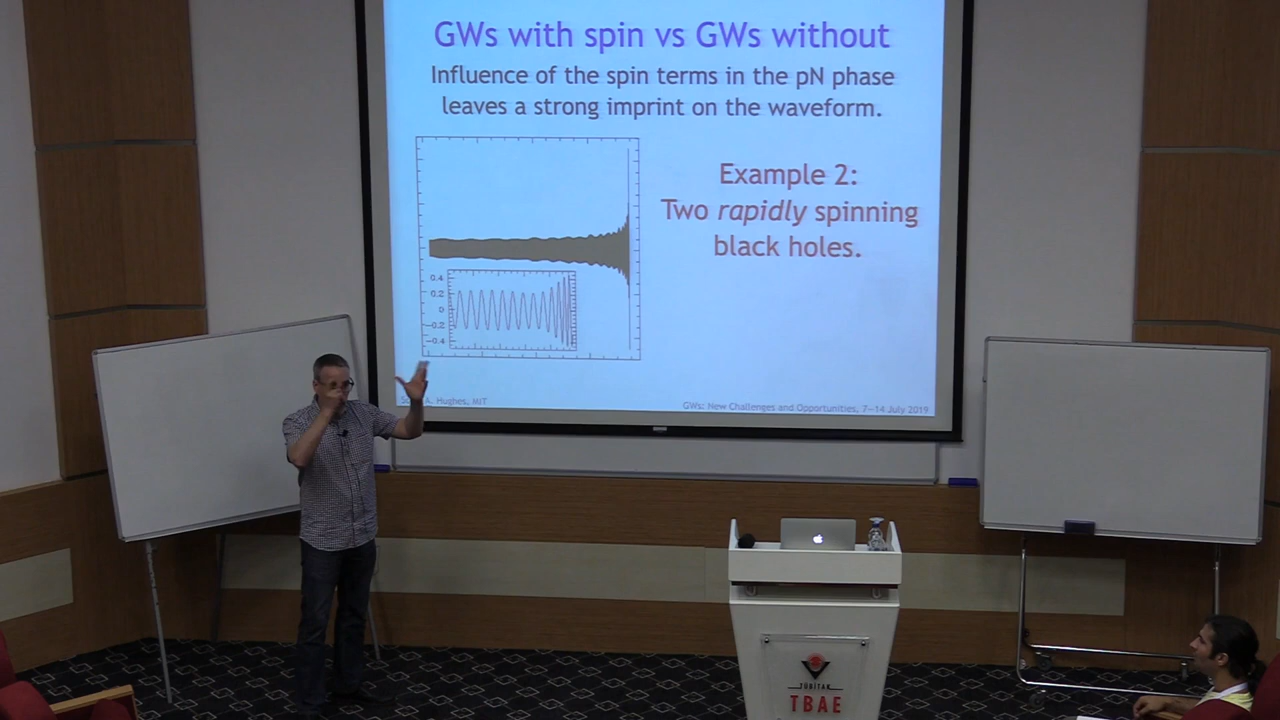 GWs with spin vs GWs without
Influence of the spin terms in the pN phase
leaves a strong imprint on the waveform.
Example 2:
Two rapidly spinning
black holes.
0.4
0.2
0
−0.2
−0.4
A. Hughes, MIT
GWs: New Challenges and Opportunities, 7−14 July 2019
TÜBİTAK
TBAE